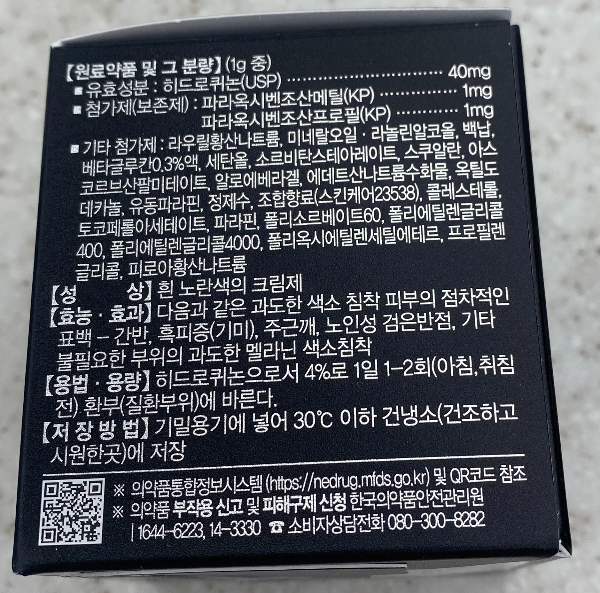 【원료약품 및 그 분량】(1g 중)
■ 유효성분 : 히드로퀴논(USP) ························ 40mg
■ 첨가제(보존제) : 파라옥시벤조산메틸(KP) ············ 1mg
파라옥시벤조산프로필(KP) ············ 1mg
■ 기타 첨가제 : 라우릴황산나트륨, 미네랄오일·라놀린알코올, 백납,
베타글루칸0.3%액, 세탄올, 소르비탄스테아레이트, 스쿠알란, 아스
코르브산팔미테이트, 알로에베라겔, 에데트산나트륨수화물, 옥틸도
데카놀, 유동파라핀, 정제수, 조합향료(스킨케어23538), 콜레스테롤,
토코페롤아세테이트, 파라핀, 폴리소르베이트60, 폴리에틸렌글리콜
400, 폴리에틸렌글리콜4000, 폴리옥시에틸렌세틸에테르, 프로필렌
글리콜, 피로아황산나트륨
【성 상】흰 노란색의 크림제
【효능·효과】다음과 같은 과도한 색소 침착 피부의 점차적인
표백 – 간반, 흑피증(기미), 주근깨, 노인성 검은반점, 기타
불필요한 부위의 과도한 멜라닌 색소침착
【용법·용량】히드로퀴논으로서 4%로 1일 1-2회(아침,취침
전) 환부(질환부위)에 바른다.
【저장방법】기밀용기에 넣어 30℃ 이하 건냉소(건조하고
시원한곳)에 저장
※ 의약품통합정보시스템(https://nedrug.mfds.go.kr) 및 QR코드 참조
※ 의약품 부작용 신고 및 피해구제 신청 한국의약품안전관리원
| 1644-6223, 14-3330 ☎ 소비자상담전화 080-300-8282